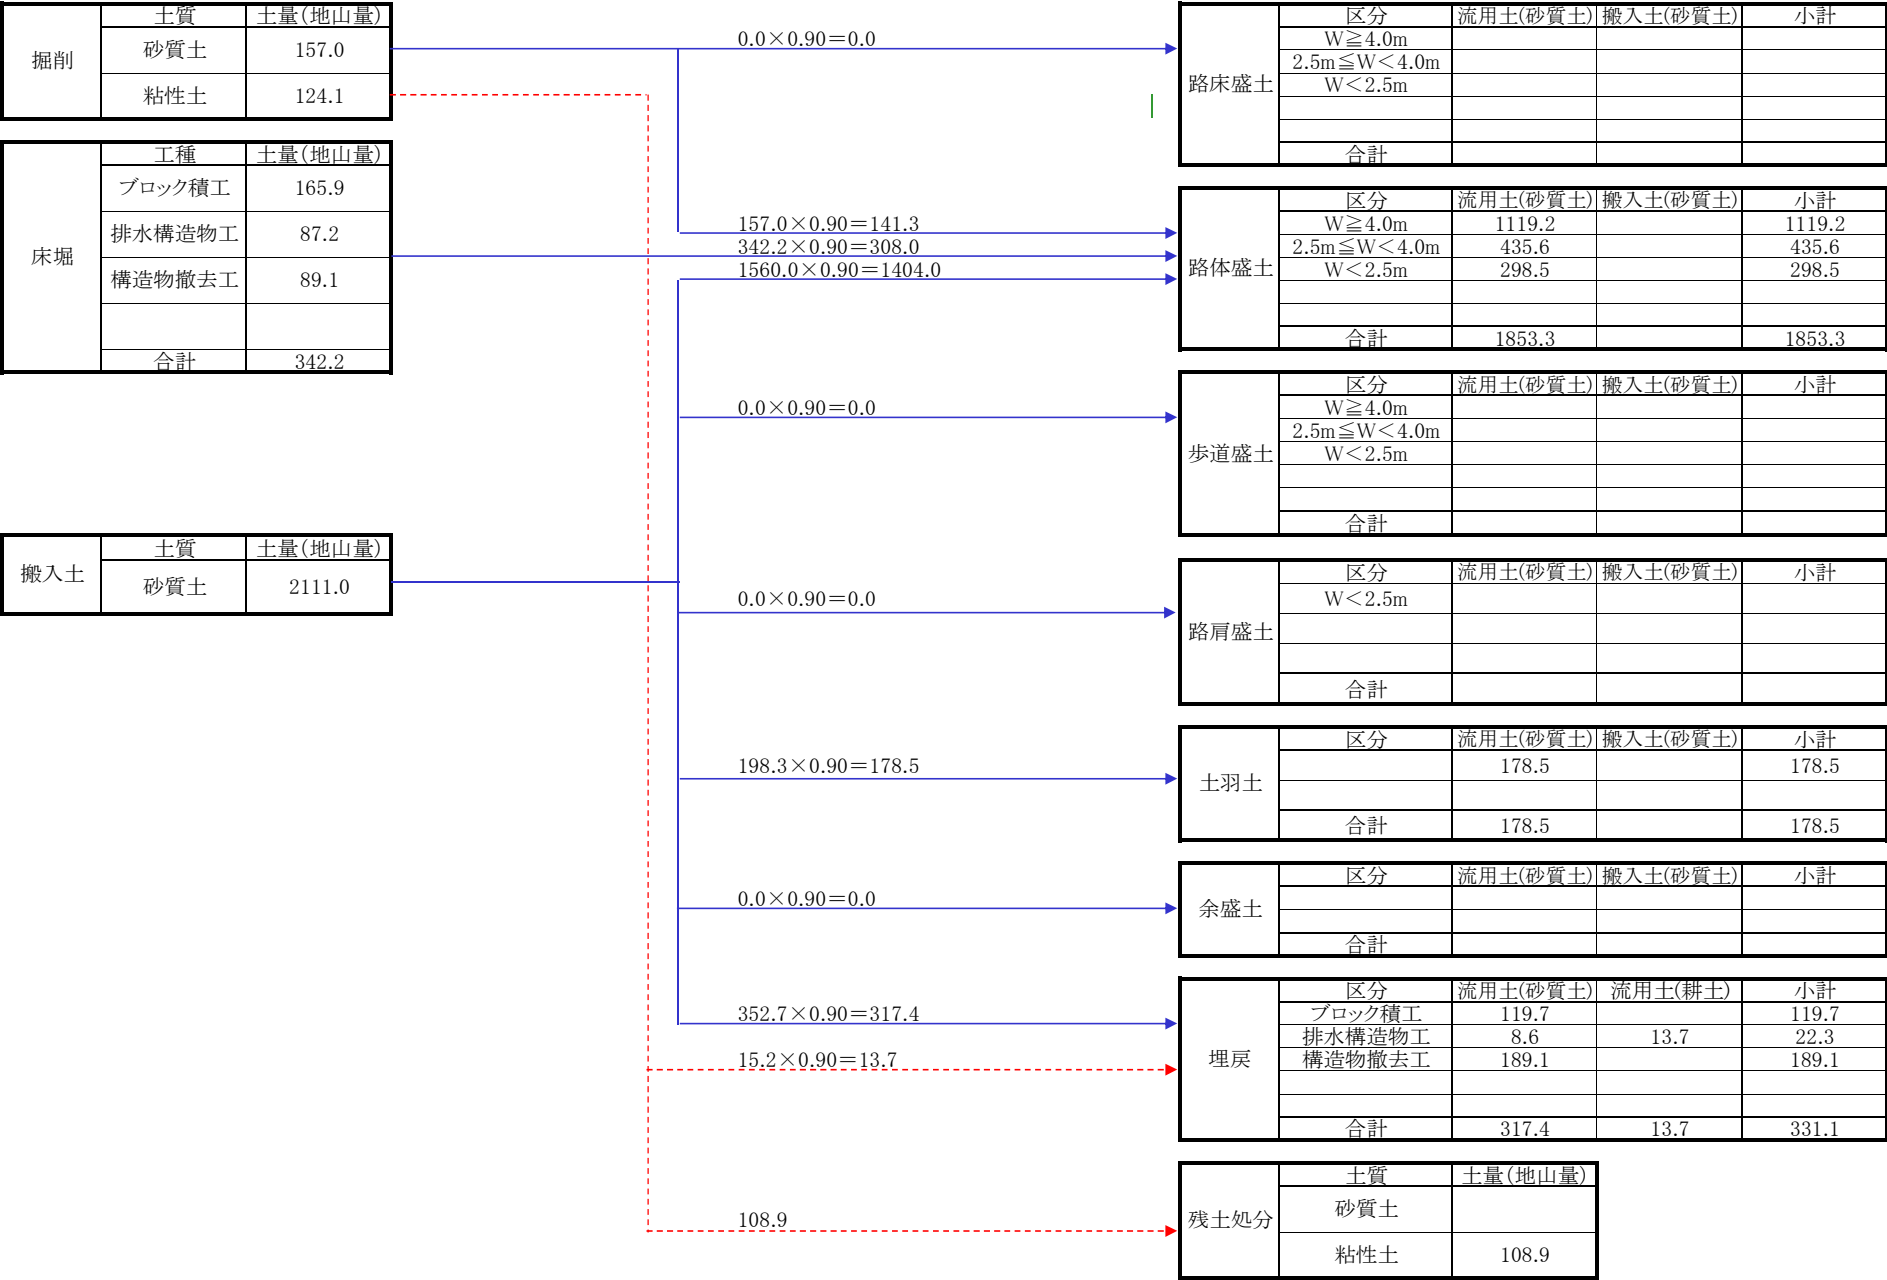 掘削
土質 土量(地山量)
砂質土 157.0
粘性土 124.1
床堀
工種 土量(地山量)
ブロック積工 165.9
排水構造物工 87.2
構造物撤去工 89.1
合計 342.2
搬入土
土質 土量(地山量)
砂質土 2111.0
0.0×0.90=0.0
157.0×0.90=141.3
342.2×0.90=308.0
1560.0×0.90=1404.0
0.0×0.90=0.0
0.0×0.90=0.0
198.3×0.90=178.5
0.0×0.90=0.0
352.7×0.90=317.4
15.2×0.90=13.7
108.9
路床盛土
区分 流用土(砂質土) 搬入土(砂質土) 小計
W≧4.0m
2.5m≦W<4.0m
W<2.5m
合計
路体盛土
区分 流用土(砂質土) 搬入土(砂質土) 小計
W≧4.0m 1119.2 1119.2
2.5m≦W<4.0m 435.6 435.6
W<2.5m 298.5 298.5
合計 1853.3 1853.3
歩道盛土
区分 流用土(砂質土) 搬入土(砂質土) 小計
W≧4.0m
2.5m≦W<4.0m
W<2.5m
合計
路肩盛土
区分 流用土(砂質土) 搬入土(砂質土) 小計
W<2.5m
合計
土羽土
区分 流用土(砂質土) 搬入土(砂質土) 小計
178.5 178.5
合計 178.5 178.5
余盛土
区分 流用土(砂質土) 搬入土(砂質土) 小計
合計
埋戻
区分 流用土(砂質土) 流用土(耕土) 小計
ブロック積工 119.7 119.7
排水構造物工 8.6 13.7 22.3
構造物撤去工 189.1 189.1
合計 317.4 13.7 331.1
残土処分
土質 土量(地山量)
砂質土
粘性土 108.9